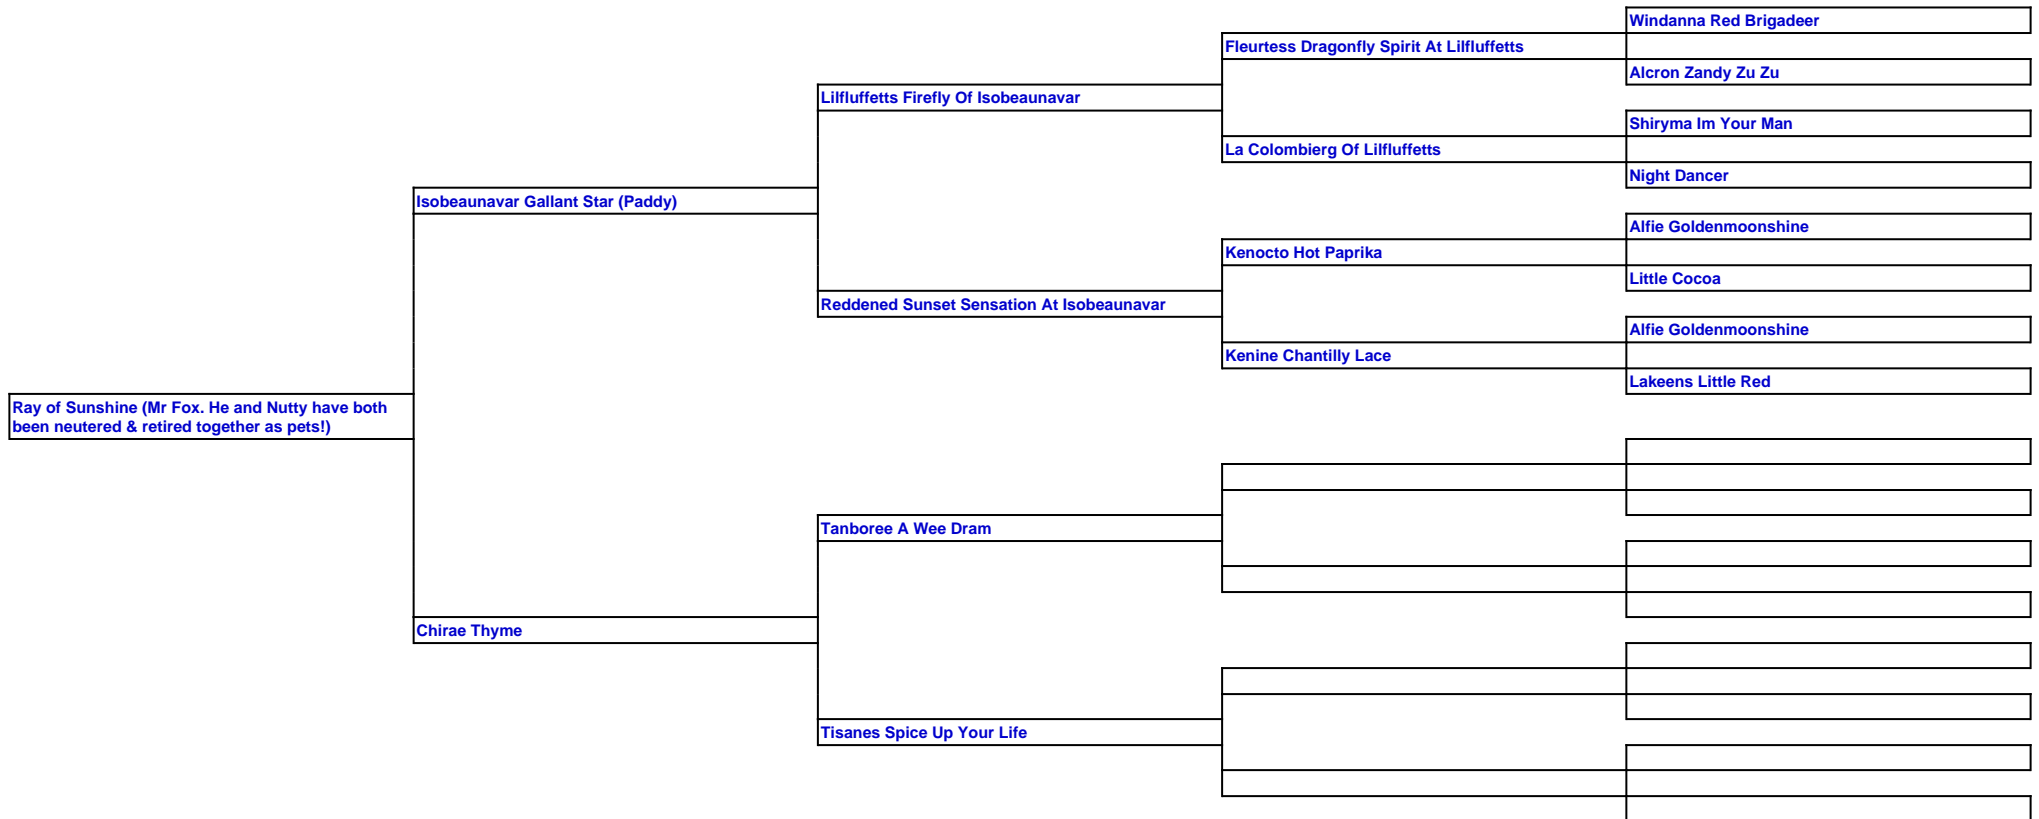 Windanna Red Brigadeer
Fleurtess Dragonfly Spirit At Lilfluffetts
Alcron Zandy Zu Zu
Lilfluffetts Firefly Of Isobeaunavar
Shiryma Im Your Man
La Colombierg Of Lilfluffetts
Night Dancer
Isobeaunavar Gallant Star (Paddy)
Alfie Goldenmoonshine
Kenocto Hot Paprika
Little Cocoa
Reddened Sunset Sensation At Isobeaunavar
Alfie Goldenmoonshine
Kenine Chantilly Lace
Lakeens Little Red
Ray of Sunshine (Mr Fox. He and Nutty have both
been neutered & retired together as pets!)
Tanboree A Wee Dram
Chirae Thyme
Tisanes Spice Up Your Life